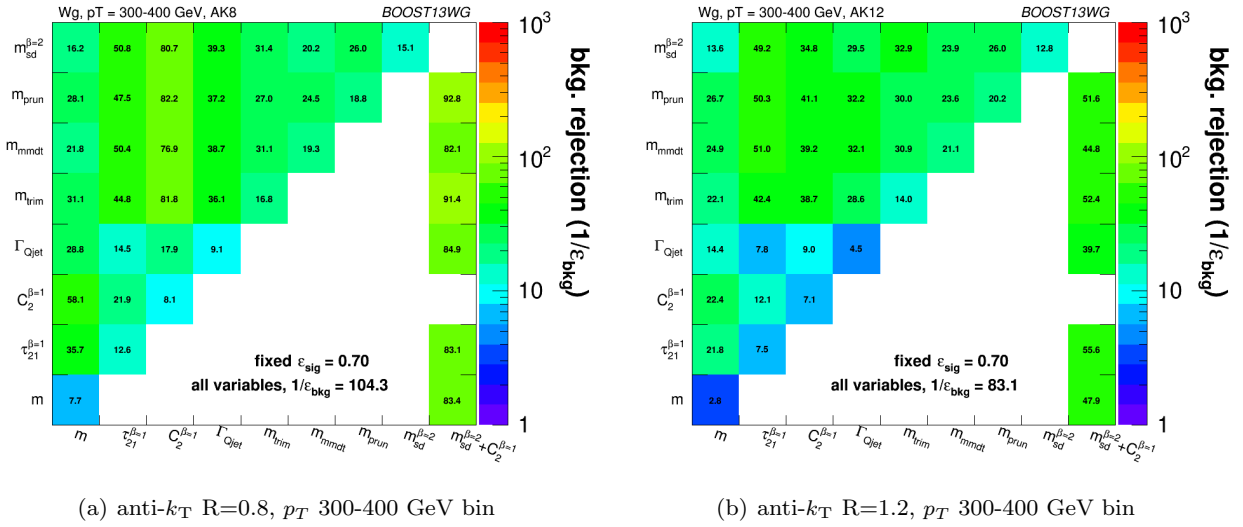 Wg, pT = 300-400 GeV, AK8 BOOST13WG
m_sd^β=2 16.2 50.8 80.7 39.3 31.4 20.2 26.0 15.1
m_prun 28.1 47.5 82.2 37.2 27.0 24.5 18.8 92.8
m_mmdt 21.8 50.4 76.9 38.7 31.1 19.3 82.1
m_trim 31.1 44.8 81.8 36.1 16.8 91.4
Γ_Qjet 28.8 14.5 17.9 9.1 84.9
C_2^β=1 58.1 21.9 8.1
τ_21^β=1 35.7 12.6 83.1
m 7.7 83.4
fixed ε_sig = 0.70
all variables, 1/ε_bkg = 104.3
m τ_21^β=1 C_2^β=1 Γ_Qjet m_trim m_mmdt m_prun m_sd^β=2 m_sd^β=2+C_2^β=1
10^3
10^2
10
1
bkg. rejection (1/ε_bkg)
(a) anti-k_T R=0.8, p_T 300-400 GeV bin
Wg, pT = 300-400 GeV, AK12 BOOST13WG
m_sd^β=2 13.6 49.2 34.8 29.5 32.9 23.9 26.0 12.8
m_prun 26.7 50.3 41.1 32.2 30.0 23.6 20.2 51.6
m_mmdt 24.9 51.0 39.2 32.1 30.9 21.1 44.8
m_trim 22.1 42.4 38.7 28.6 14.0 52.4
Γ_Qjet 14.4 7.8 9.0 4.5 39.7
C_2^β=1 22.4 12.1 7.1
τ_21^β=1 21.8 7.5 55.6
m 2.8 47.9
fixed ε_sig = 0.70
all variables, 1/ε_bkg = 83.1
m τ_21^β=1 C_2^β=1 Γ_Qjet m_trim m_mmdt m_prun m_sd^β=2 m_sd^β=2+C_2^β=1
10^3
10^2
10
1
bkg. rejection (1/ε_bkg)
(b) anti-k_T R=1.2, p_T 300-400 GeV bin